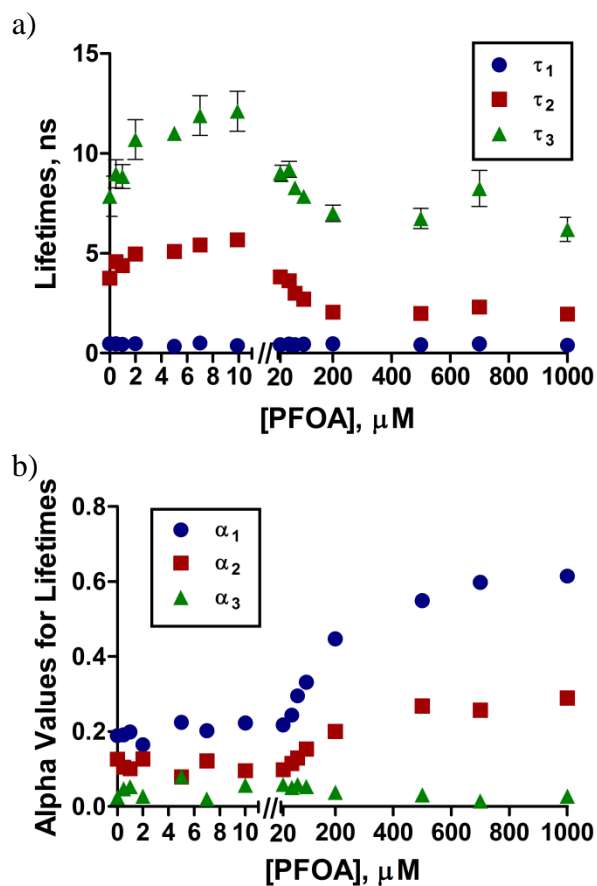 a)
15
10
5
0
Lifetimes, ns
τ1
τ2
τ3
0 2 4 6 8 10 // 20 200 400 600 800 1000
[PFOA], μM
b)
0.8
0.6
0.4
0.2
0.0
Alpha Values for Lifetimes
α1
α2
α3
0 2 4 6 8 10 // 20 200 400 600 800 1000
[PFOA], μM